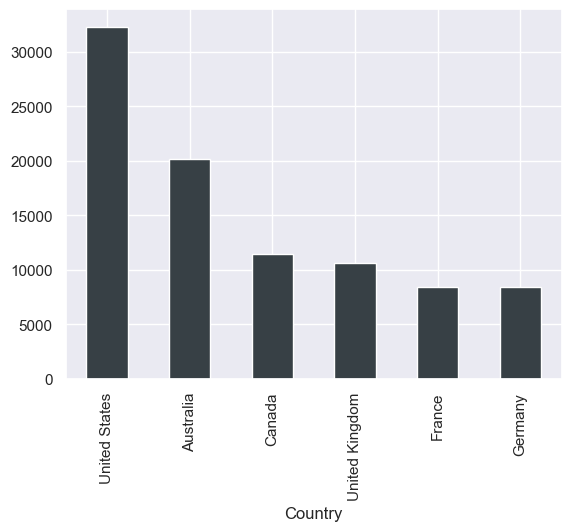 30000
25000
20000
15000
10000
5000
0
United States
Australia
Canada
United Kingdom
France
Germany
Country